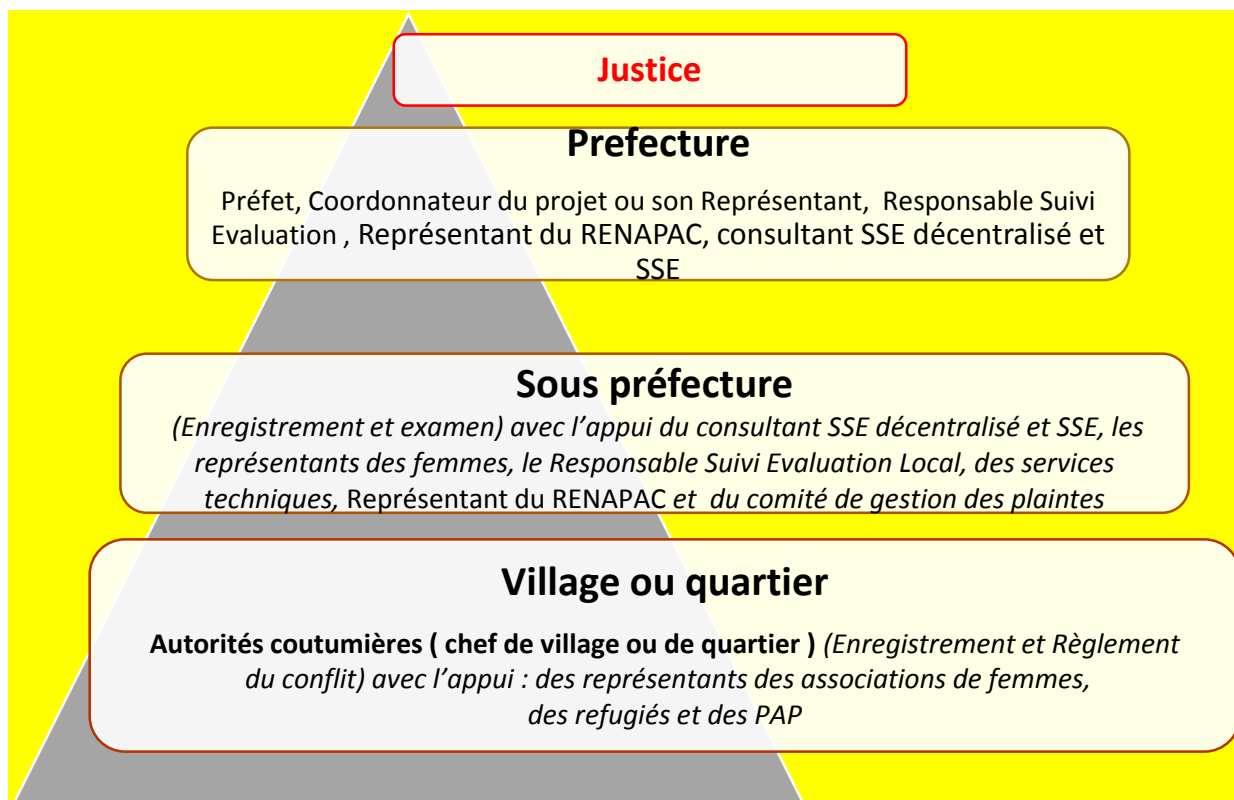 Justice
Prefecture
Préfet, Coordonnateur du projet ou son Représentant, Responsable Suivi
Evaluation , Représentant du RENAPAC, consultant SSE décentralisé et
SSE
Sous préfecture
(Enregistrement et examen) avec l’appui du consultant SSE décentralisé et SSE, les
représentants des femmes, le Responsable Suivi Evaluation Local, des services
techniques, Représentant du RENAPAC et du comité de gestion des plaintes
Village ou quartier
Autorités coutumières ( chef de village ou de quartier ) (Enregistrement et Règlement
du conflit) avec l’appui : des représentants des associations de femmes,
des refugiés et des PAP